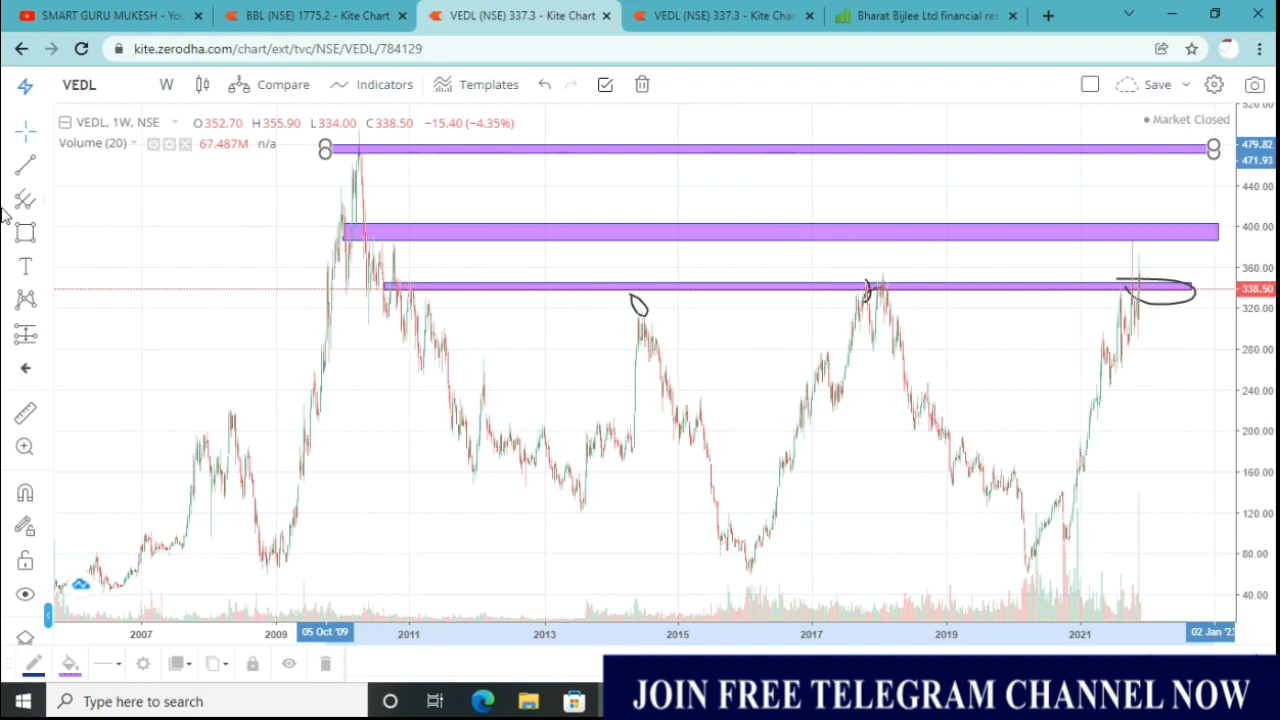 SMART GURU MUKESH - You
BBL (NSE) 1775.2 - Kite Chart
VEDL (NSE) 337.3 - Kite Chart
VEDL (NSE) 337.3 - Kite Char
Bharat Bijlee Ltd financial res
kite.zerodha.com/chart/ext/tvc/NSE/VEDL/784129
VEDL W Compare Indicators Templates Save
VEDL, 1W, NSE O352.70 H355.90 L334.00 C338.50 −15.40 (−4.35%)
Market Closed
Volume (20) 67.487M n/a
520.00
479.82
471.93
440.00
400.00
360.00
338.50
320.00
280.00
240.00
200.00
160.00
120.00
80.00
40.00
2007 2009 05 Oct '09 2011 2013 2015 2017 2019 2021 02 Jan '23
JOIN FREE TELEGRAM CHANNEL NOW
Type here to search